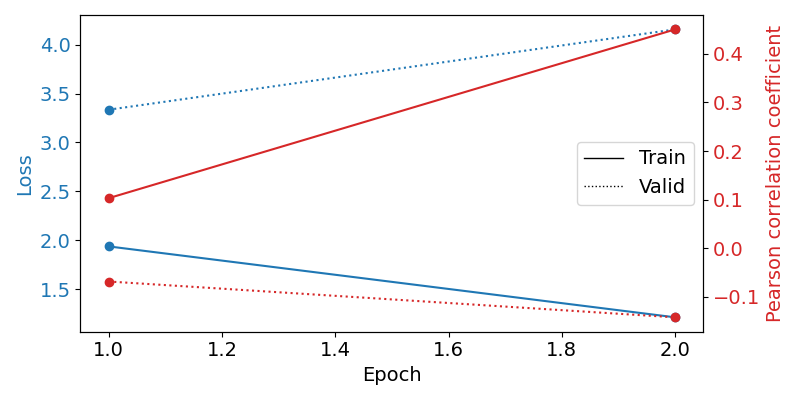 Loss
4.0
3.5
3.0
2.5
2.0
1.5
1.0 1.2 1.4 1.6 1.8 2.0
Epoch
Train
Valid
0.4
0.3
0.2
0.1
0.0
−0.1
Pearson correlation coefficient